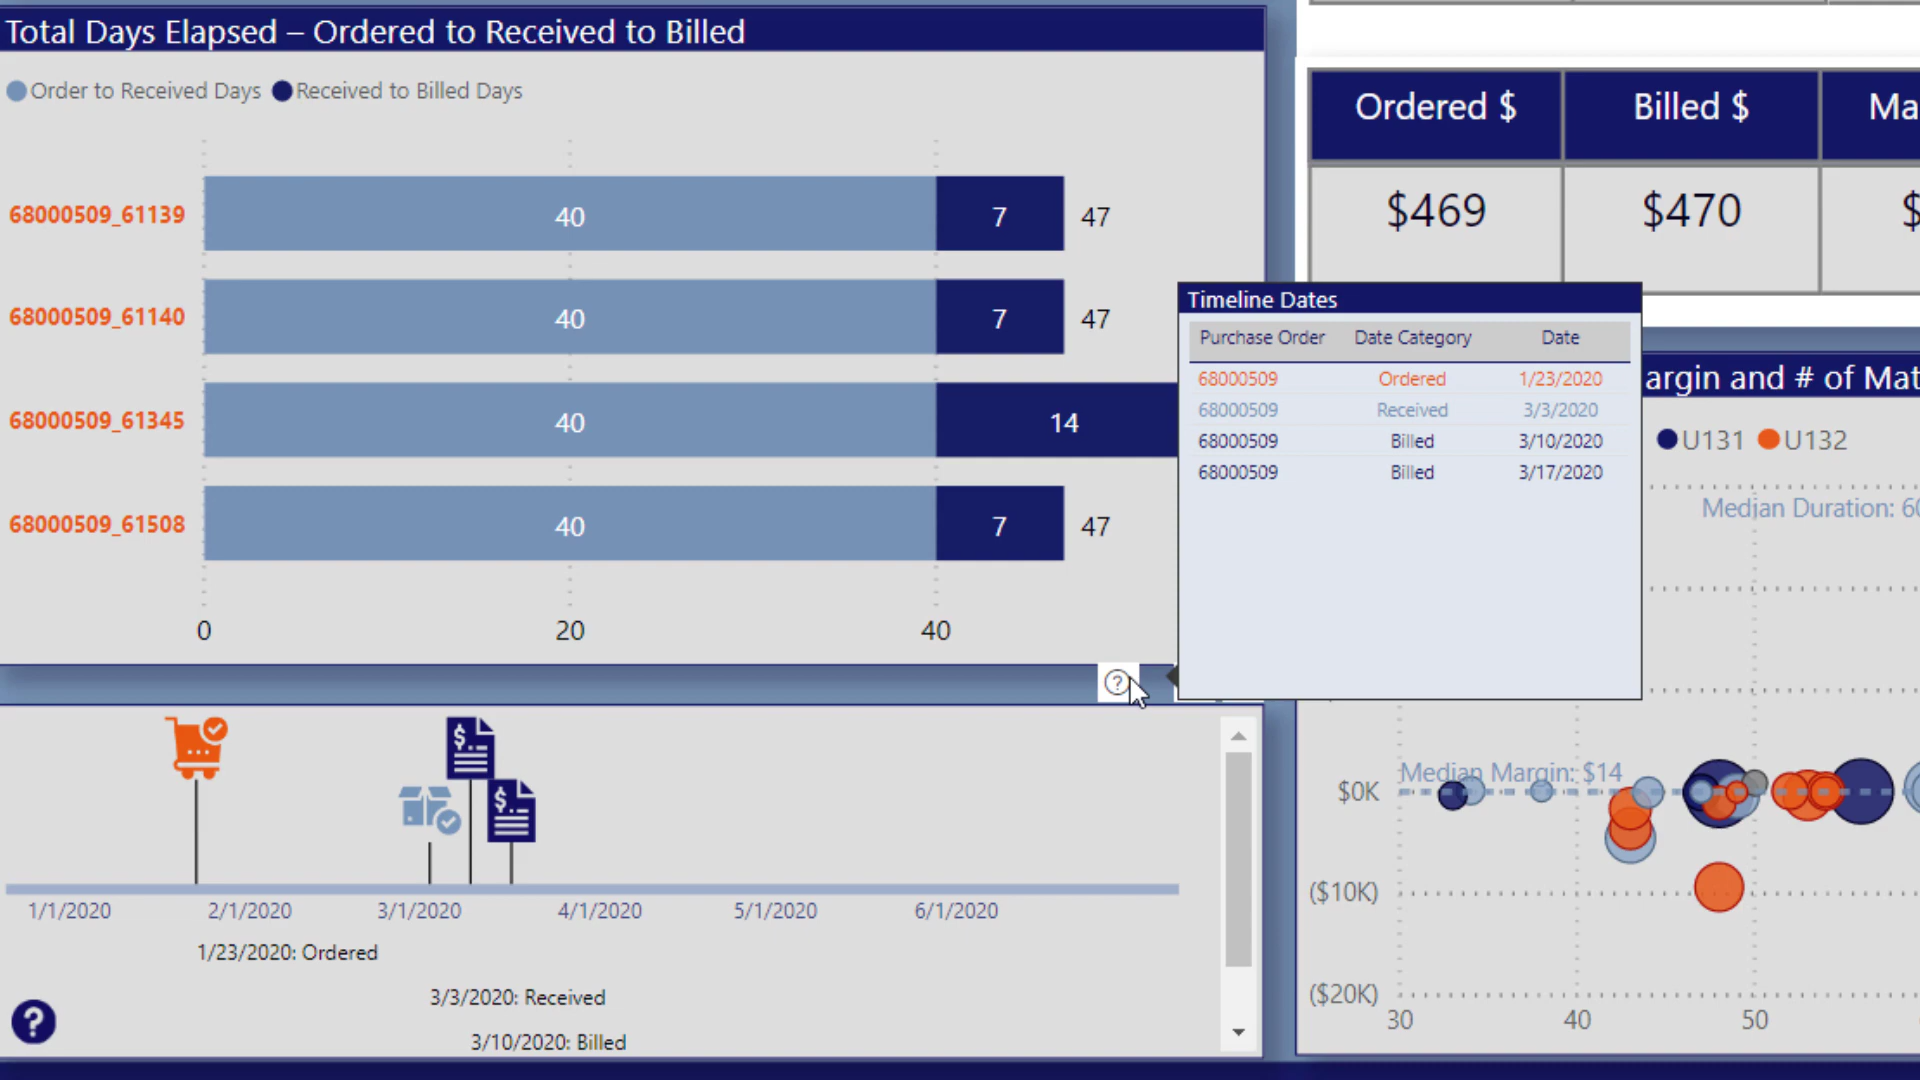 Total Days Elapsed – Ordered to Received to Billed
Order to Received Days Received to Billed Days
68000509_61139 40 7 47
68000509_61140 40 7 47
68000509_61345 40 14
68000509_61508 40 7 47
0 20 40
Ordered $ Billed $ Ma
$469 $470 $
Timeline Dates
Purchase Order Date Category Date
68000509 Ordered 1/23/2020
68000509 Received 3/3/2020
68000509 Billed 3/10/2020
68000509 Billed 3/17/2020
argin and # of Mat
U131 U132
Median Duration: 60
Median Margin: $14
$0K
($10K)
($20K)
30 40 50
?
$ $
1/1/2020 2/1/2020 3/1/2020 4/1/2020 5/1/2020 6/1/2020
1/23/2020: Ordered
3/3/2020: Received
3/10/2020: Billed
?